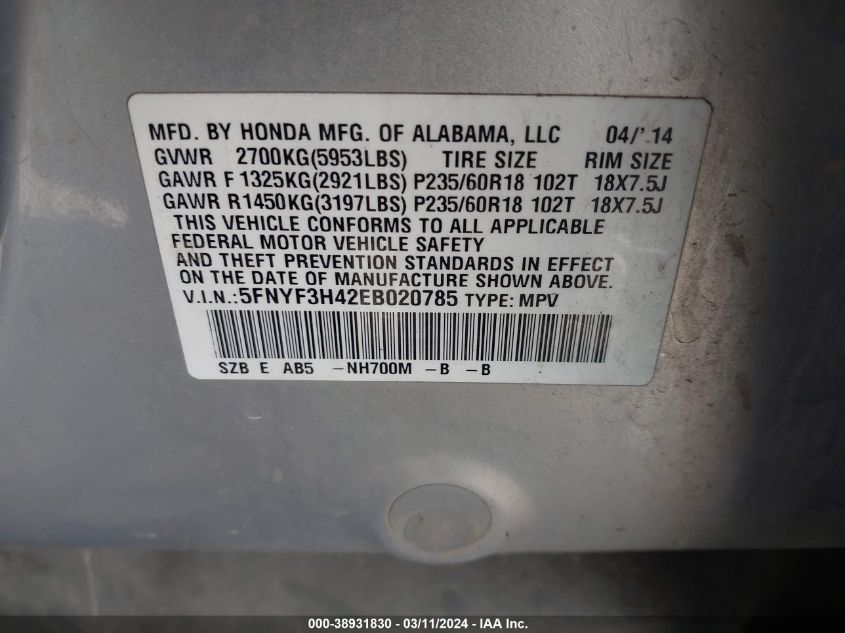 MFD. BY HONDA MFG. OF ALABAMA, LLC 04/'14
GVWR 2700KG(5953LBS) TIRE SIZE RIM SIZE
GAWR F 1325KG(2921LBS) P235/60R18 102T 18X7.5J
GAWR R1450KG(3197LBS) P235/60R18 102T 18X7.5J
THIS VEHICLE CONFORMS TO ALL APPLICABLE
FEDERAL MOTOR VEHICLE SAFETY
AND THEFT PREVENTION STANDARDS IN EFFECT
ON THE DATE OF MANUFACTURE SHOWN ABOVE.
V.I.N.:5FNYF3H42EB020785 TYPE: MPV
SZB E AB5 -NH700M -B -B
000-38931830 - 03/11/2024 - IAA Inc.